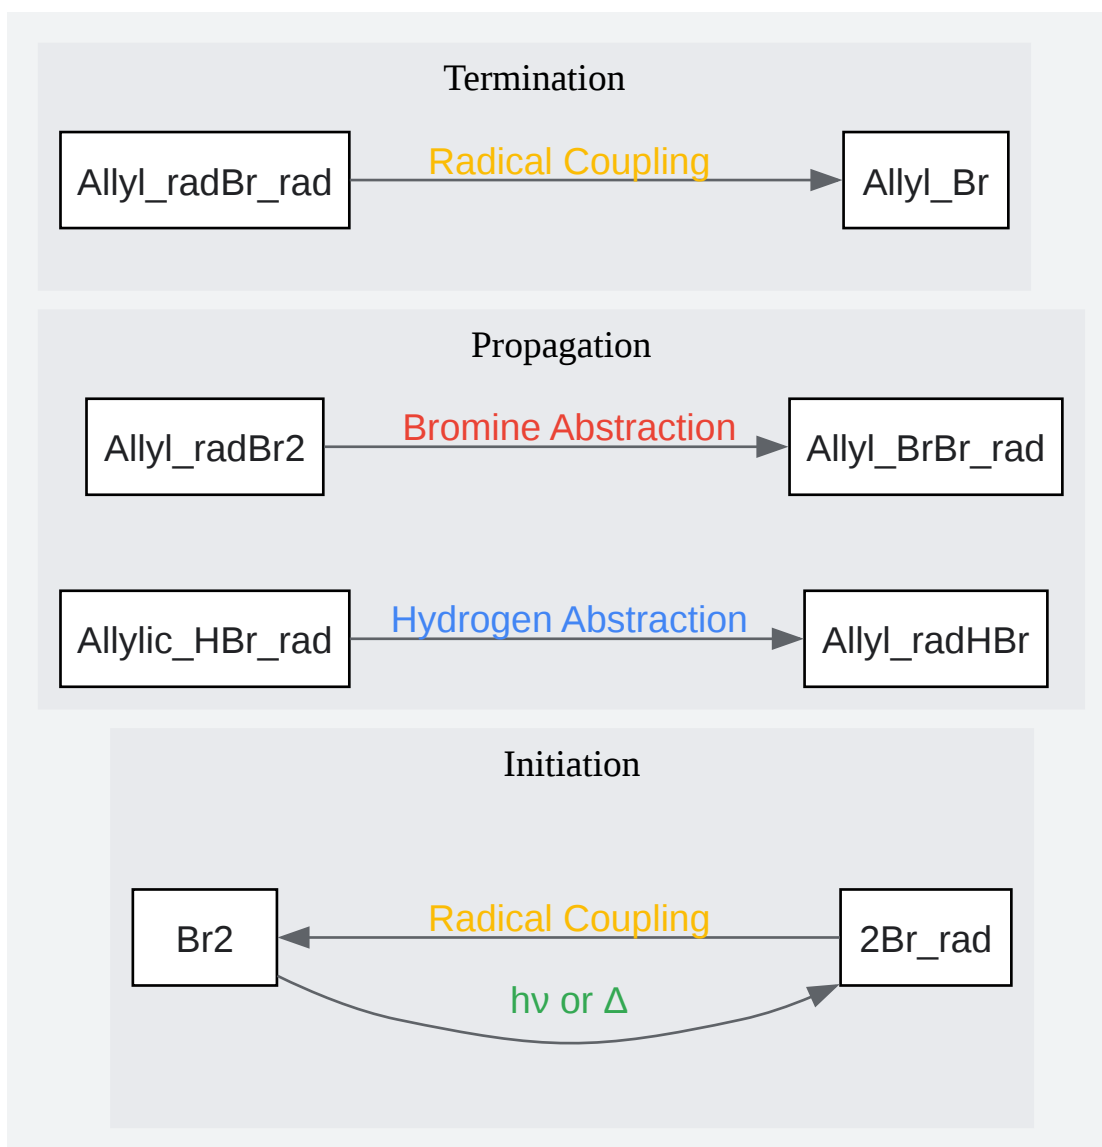 Termination
Allyl_radBr_rad
Radical Coupling
Allyl_Br
Propagation
Allyl_radBr2
Bromine Abstraction
Allyl_BrBr_rad
Allylic_HBr_rad
Hydrogen Abstraction
Allyl_radHBr
Initiation
Br2
Radical Coupling
2Br_rad
hν or Δ